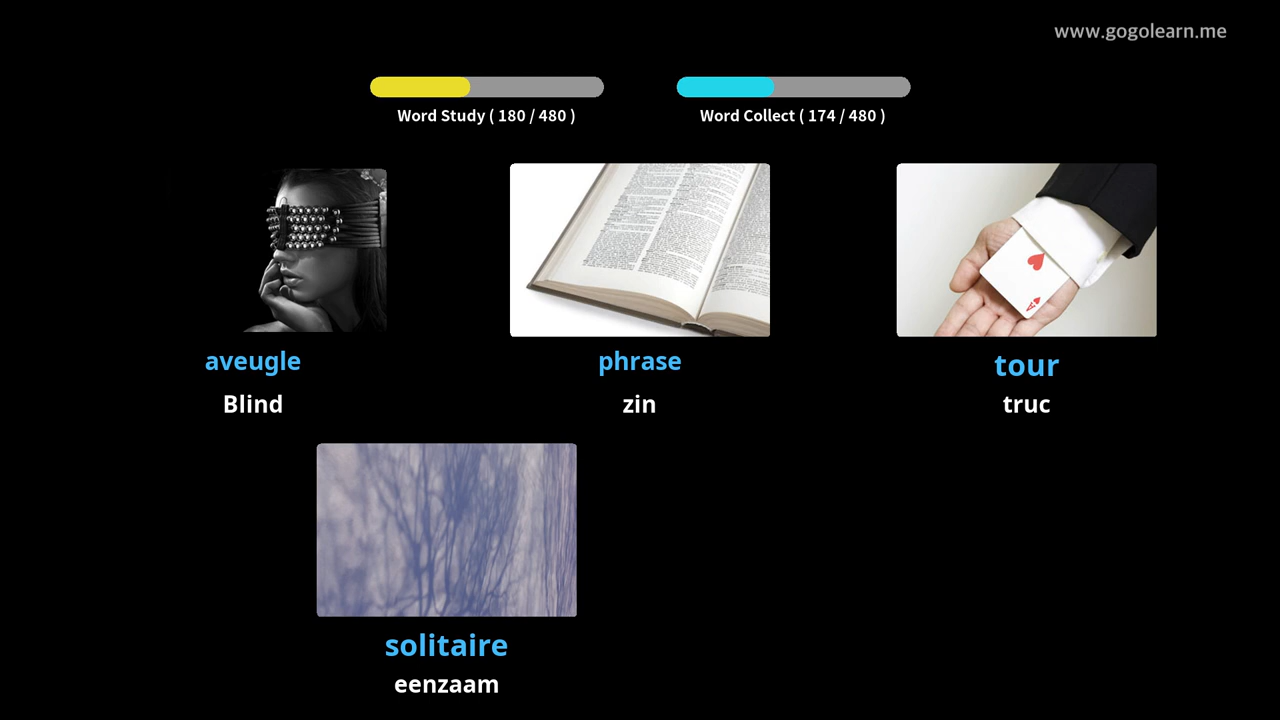 www.gogolearn.me
Word Study ( 180 / 480 )
Word Collect ( 174 / 480 )
aveugle
Blind
phrase
zin
tour
truc
solitaire
eenzaam